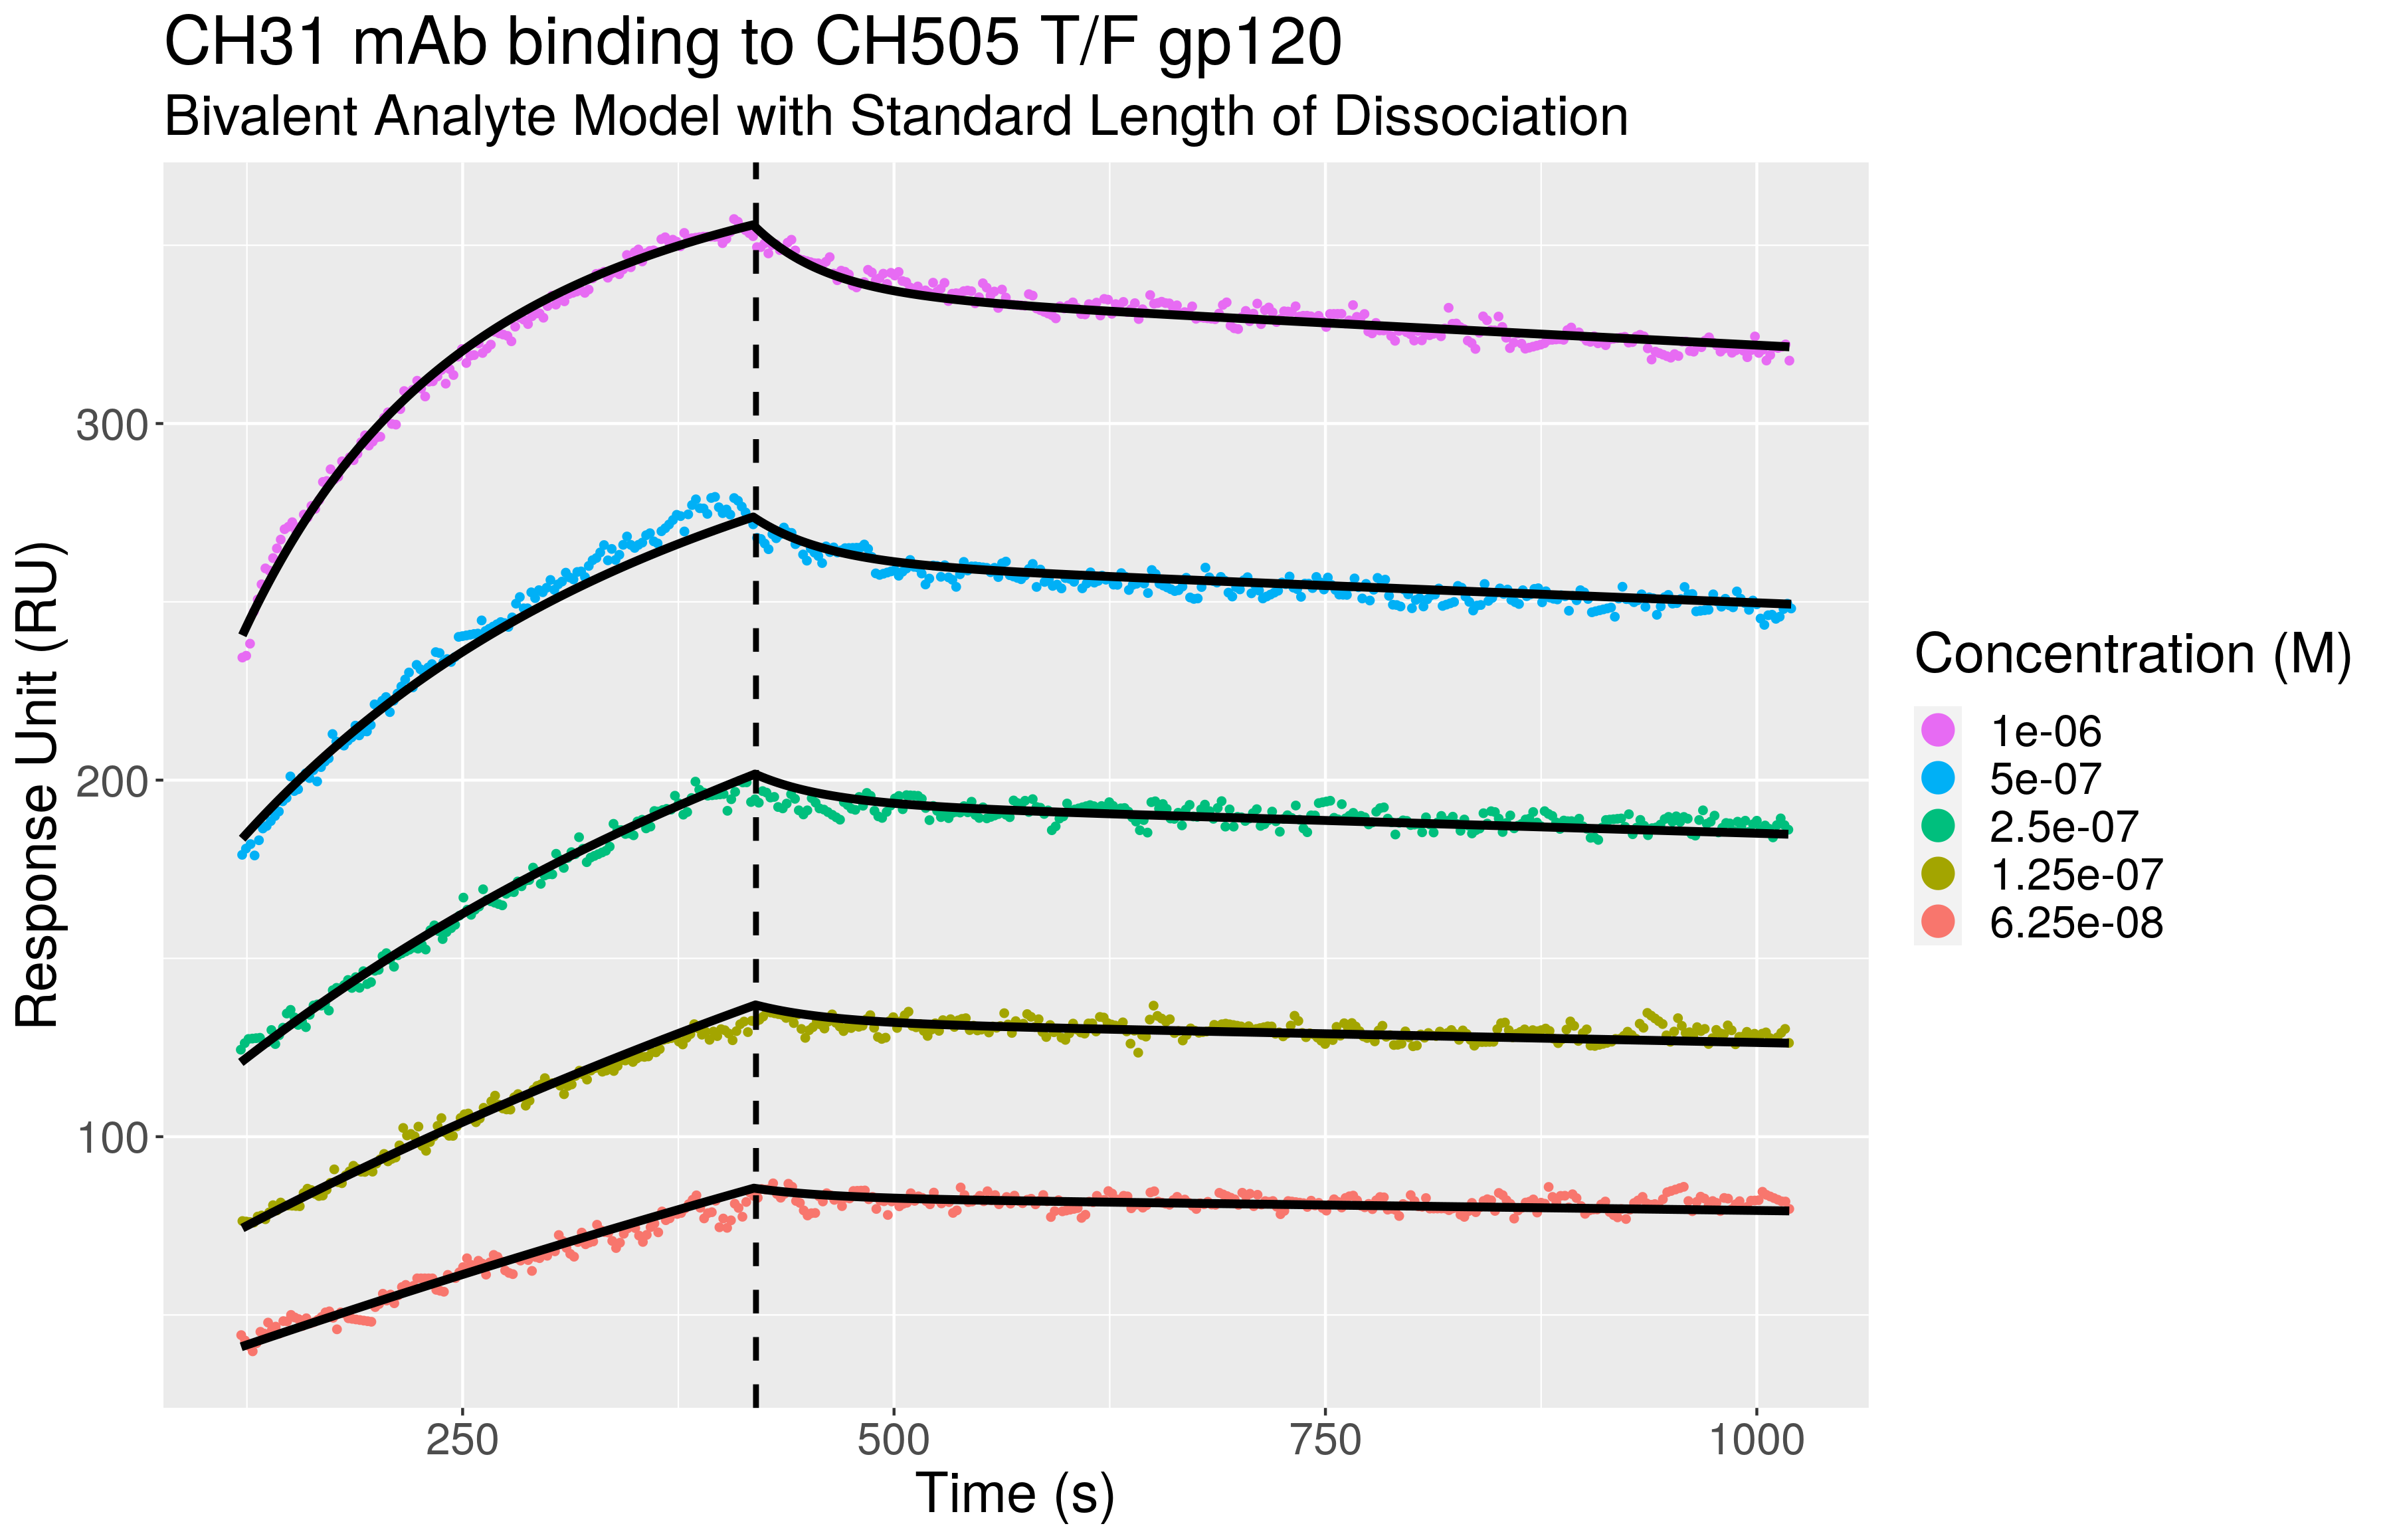 CH31 mAb binding to CH505 T/F gp120
Bivalent Analyte Model with Standard Length of Dissociation
Response Unit (RU)
300
200
100
250
500
750
1000
Time (s)
Concentration (M)
1e-06
5e-07
2.5e-07
1.25e-07
6.25e-08